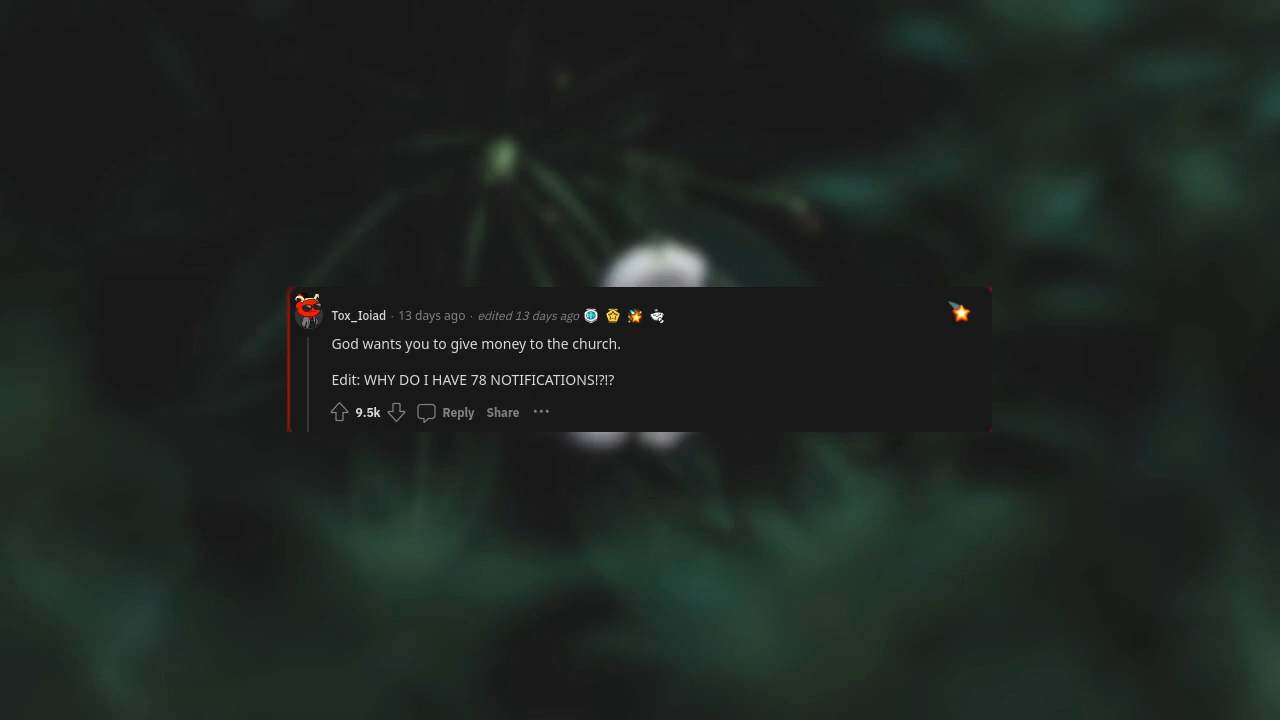 Tox_Ioiad · 13 days ago · edited 13 days ago
God wants you to give money to the church.
Edit: WHY DO I HAVE 78 NOTIFICATIONS!?!?
9.5k Reply Share ···